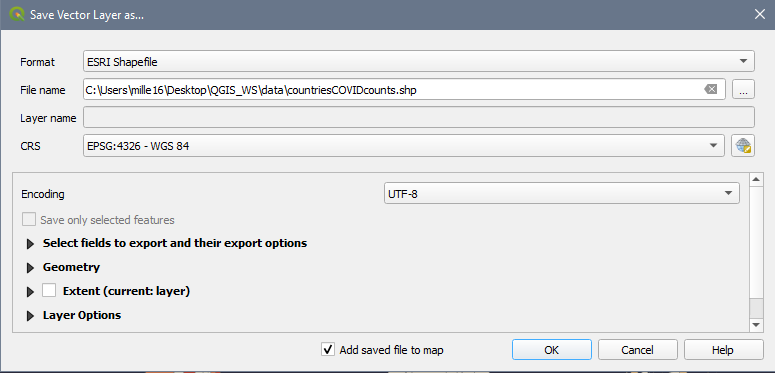 Save Vector Layer as...
Format ESRI Shapefile
File name C:\Users\mille16\Desktop\QGIS_WS\data\countriesCOVIDcounts.shp ...
Layer name
CRS EPSG:4326 - WGS 84
Encoding UTF-8
Save only selected features
Select fields to export and their export options
Geometry
Extent (current: layer)
Layer Options
Add saved file to map OK Cancel Help